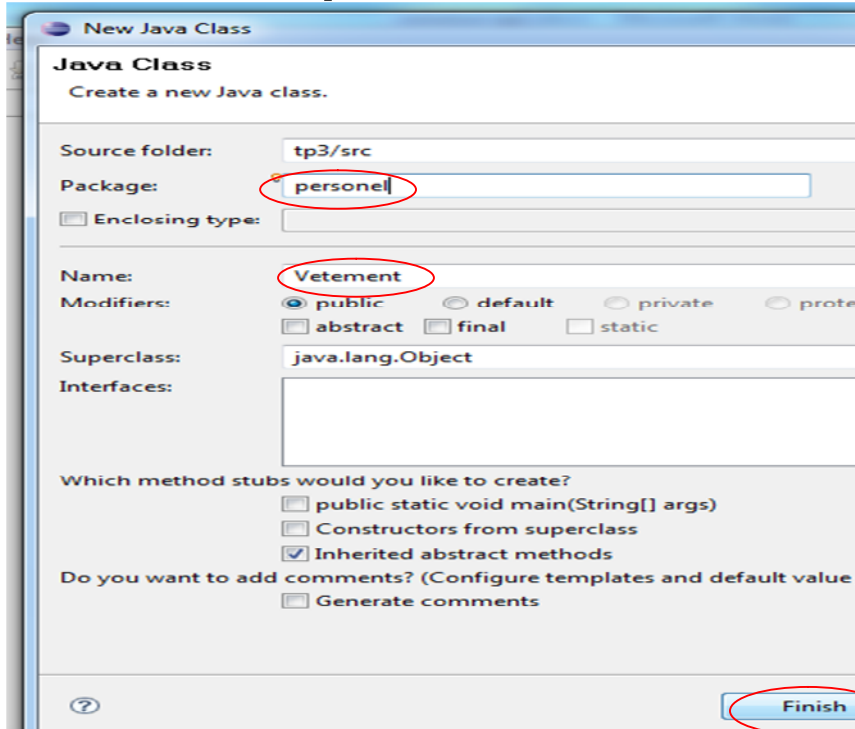 New Java Class
Java Class
Create a new Java class.
Source folder: tp3/src
Package: personel
Enclosing type:
Name: Vetement
Modifiers: public default private prote
abstract final static
Superclass: java.lang.Object
Interfaces:
Which method stubs would you like to create?
public static void main(String[] args)
Constructors from superclass
Inherited abstract methods
Do you want to add comments? (Configure templates and default value
Generate comments
? Finish